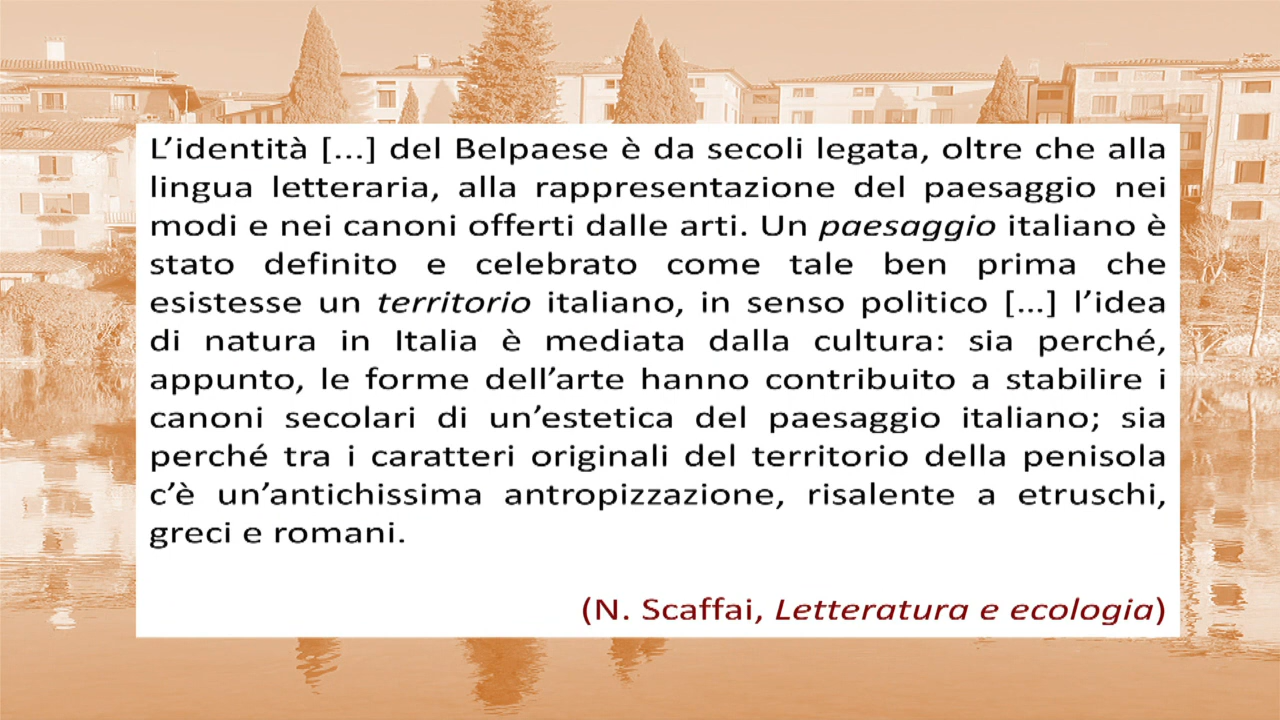 L’identità [...] del Belpaese è da secoli legata, oltre che alla
lingua letteraria, alla rappresentazione del paesaggio nei
modi e nei canoni offerti dalle arti. Un paesaggio italiano è
stato definito e celebrato come tale ben prima che
esistesse un territorio italiano, in senso politico [...] l’idea
di natura in Italia è mediata dalla cultura: sia perché,
appunto, le forme dell’arte hanno contribuito a stabilire i
canoni secolari di un’estetica del paesaggio italiano; sia
perché tra i caratteri originali del territorio della penisola
c’è un’antichissima antropizzazione, risalente a etruschi,
greci e romani.
(N. Scaffai, Letteratura e ecologia)